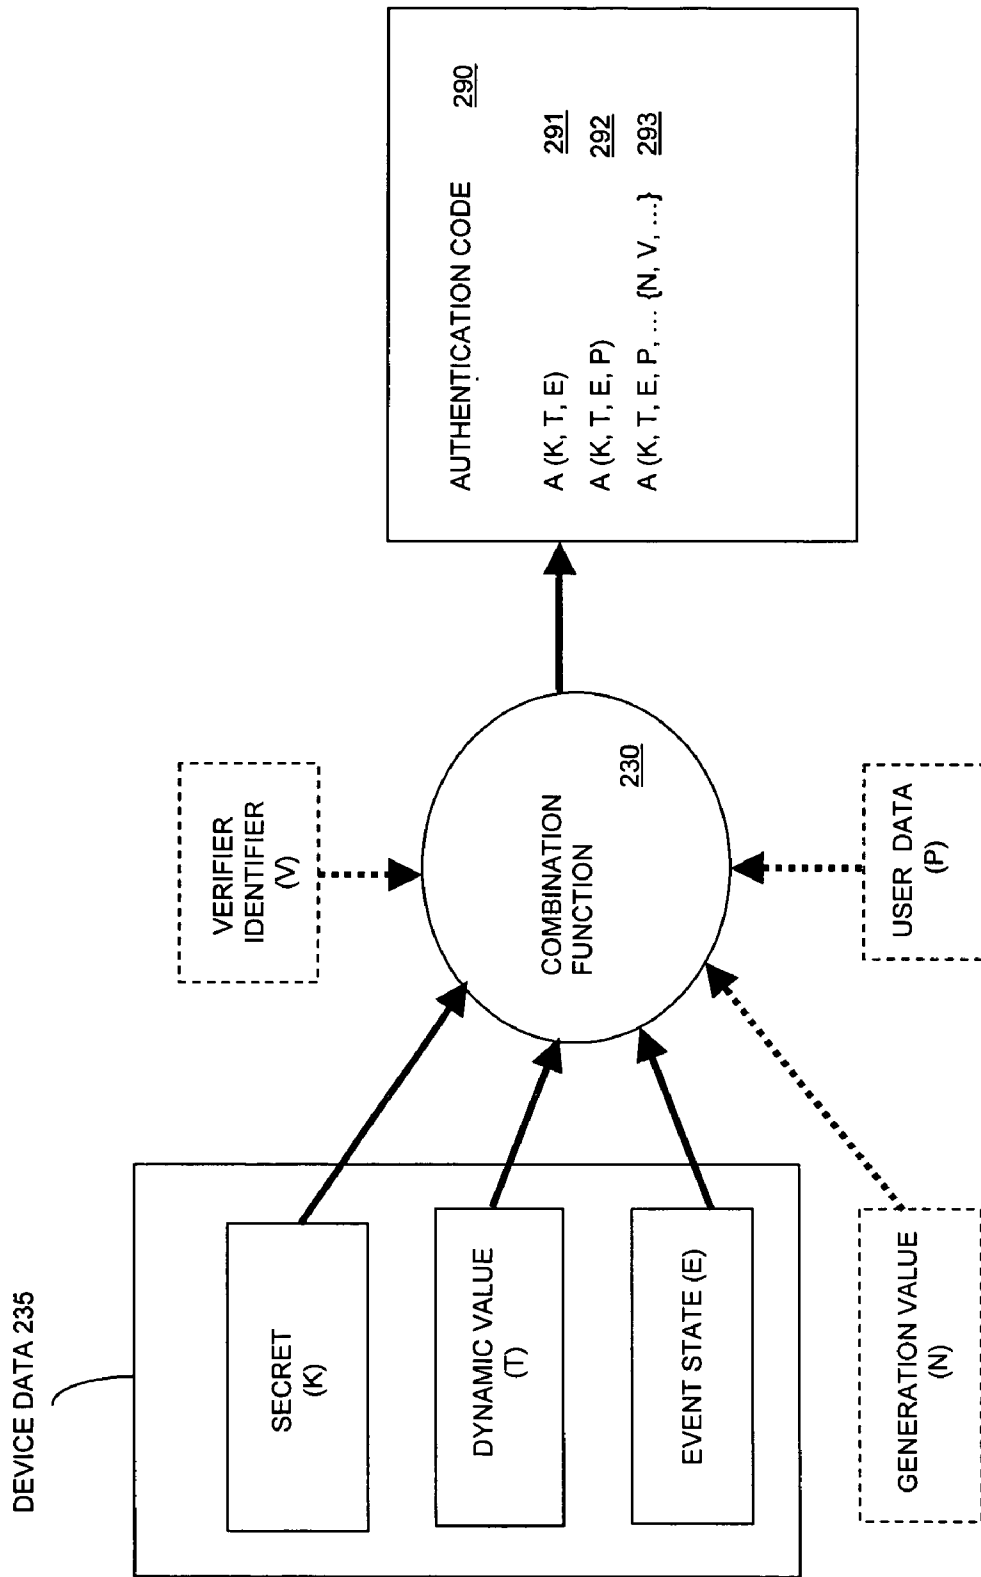 DEVICE DATA 235
SECRET
(K)
DYNAMIC VALUE
(T)
EVENT STATE (E)
GENERATION VALUE
(N)
VERIFIER
IDENTIFIER
(V)
COMBINATION
FUNCTION
230
USER DATA
(P)
AUTHENTICATION CODE 290
A (K, T, E) 291
A (K, T, E, P) 292
A (K, T, E, P, ... {N, V, ...} 293